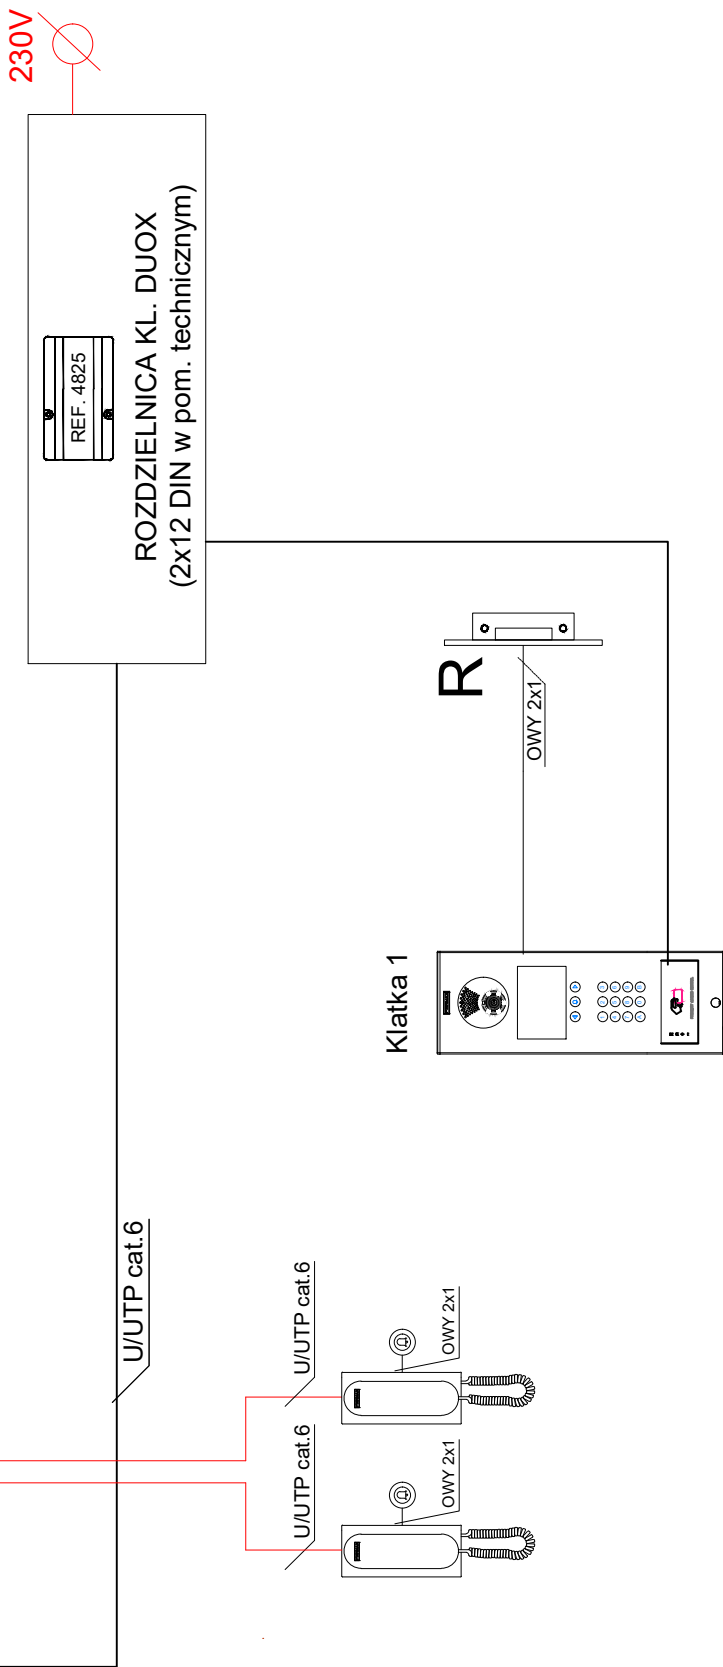 230V
REF. 4825
ROZDZIELNICA KL. DUOX
(2x12 DIN w pom. technicznym)
R
OWY 2x1
Klatka 1
U/UTP cat.6
U/UTP cat.6
OWY 2x1
U/UTP cat.6
OWY 2x1